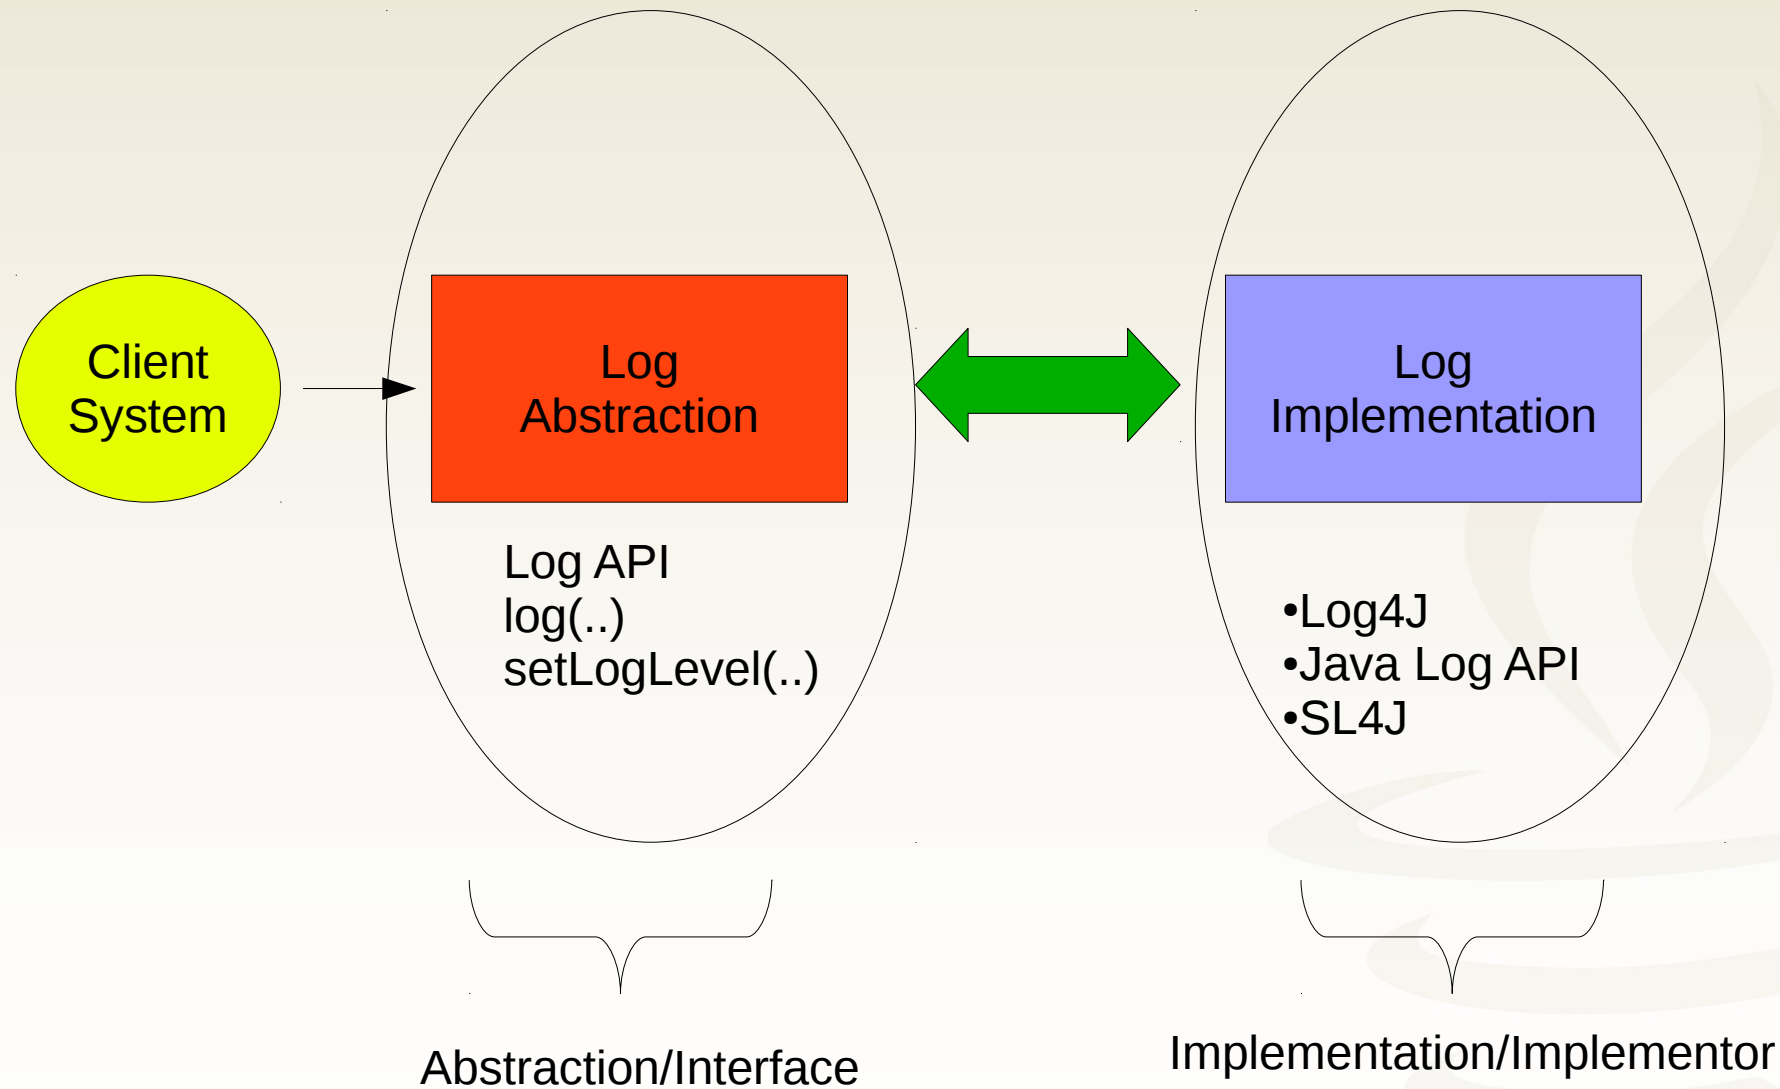 Client
System
Log
Abstraction
Log API
log(..)
setLogLevel(..)
Log
Implementation
•Log4J
•Java Log API
•SL4J
Abstraction/Interface
Implementation/Implementor